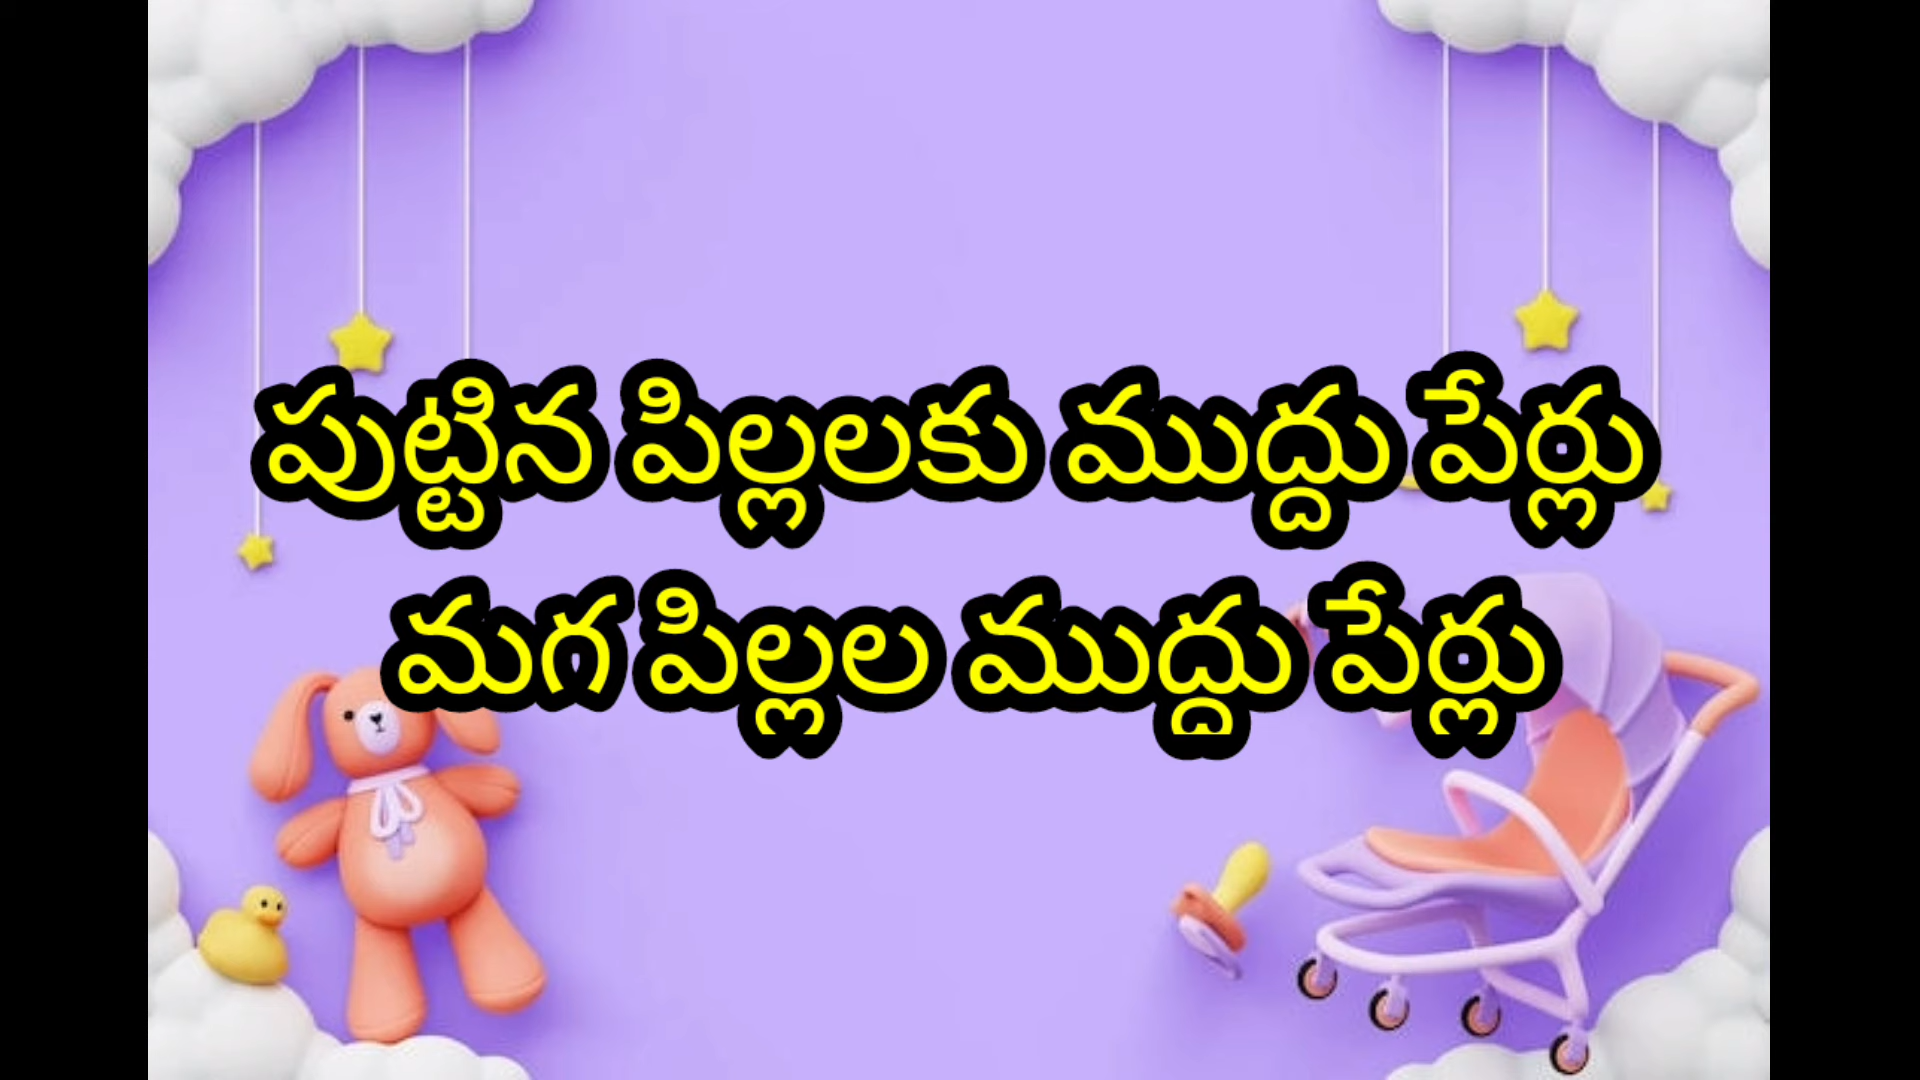 పుట్టిన పిల్లలకు ముద్దు పేర్లు
మగ పిల్లల ముద్దు పేర్లు